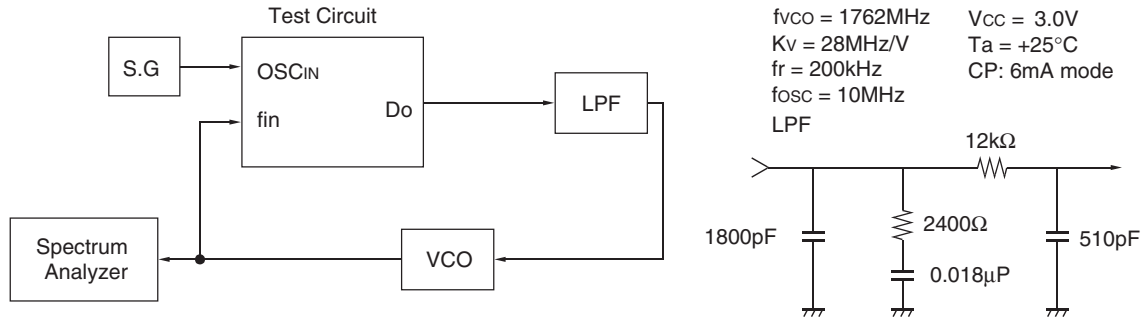 Test Circuit
S.G
OSCIN
fin
Do
LPF
Spectrum
Analyzer
VCO
fVCO = 1762MHz
KV = 28MHz/V
fr = 200kHz
fOSC = 10MHz
LPF
VCC = 3.0V
Ta = +25°C
CP: 6mA mode
12kΩ
1800pF
2400Ω
0.018μP
510pF